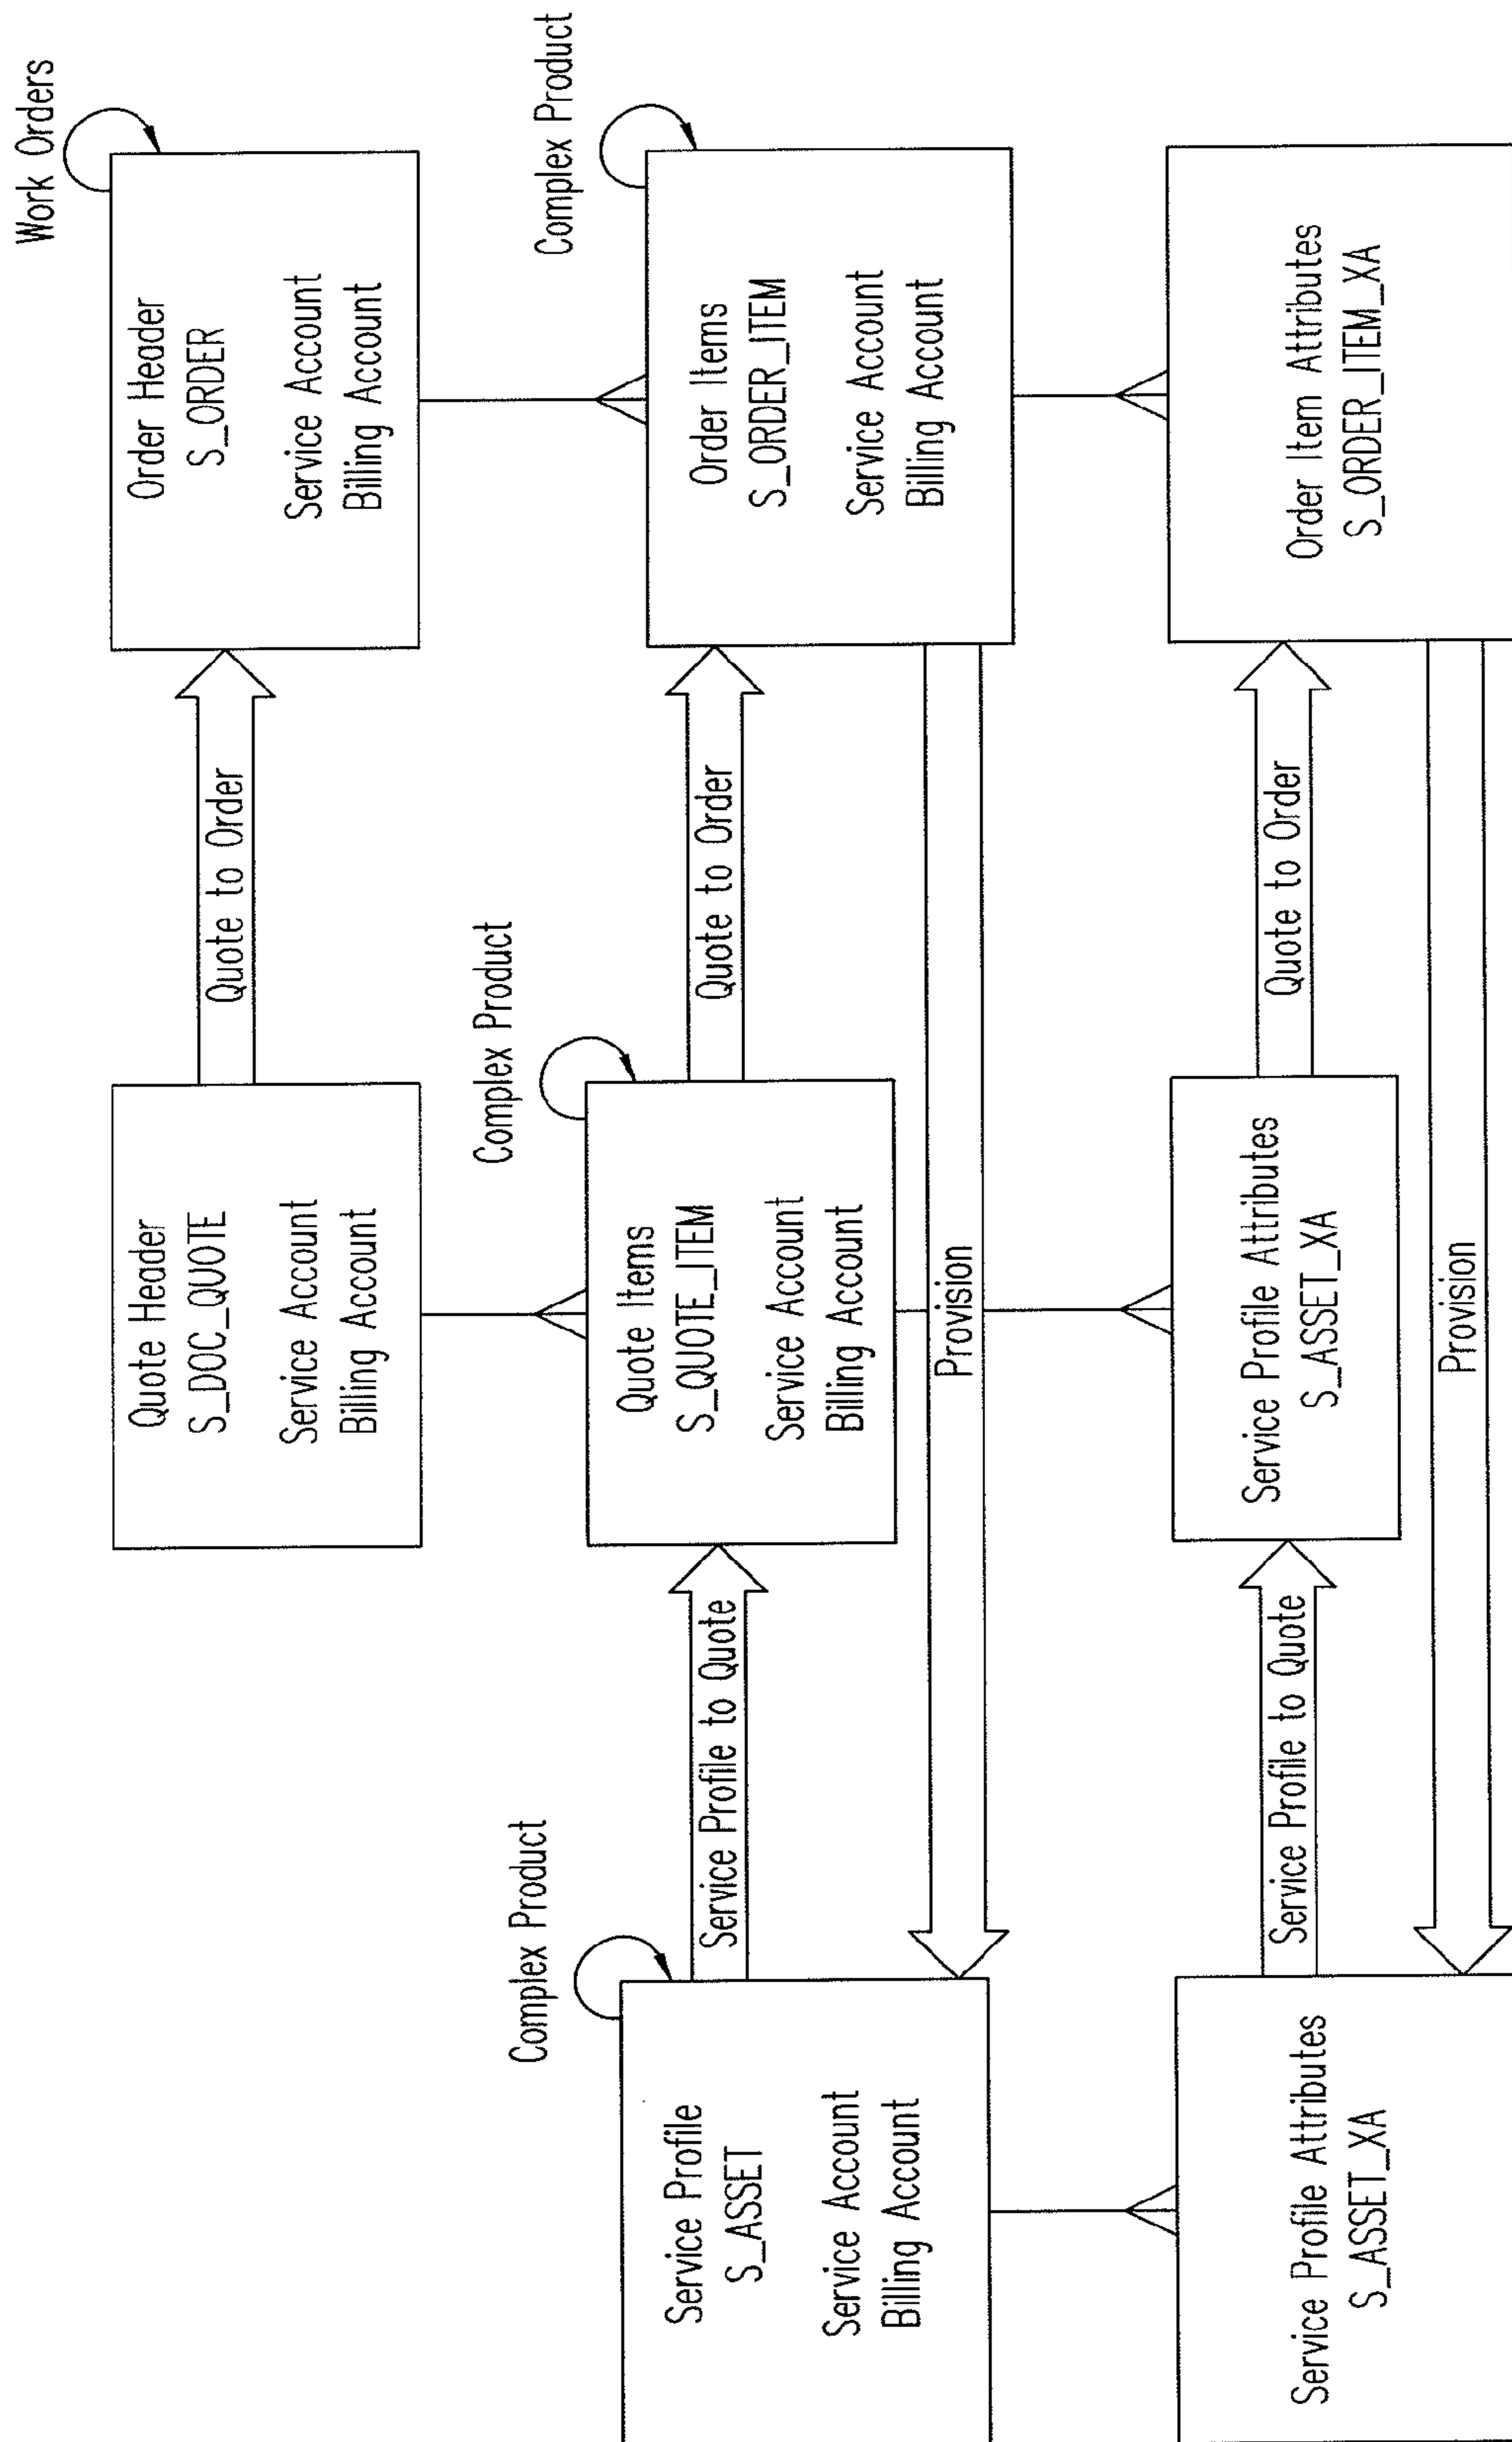 Work Orders
Quote Header
S_DOC_QUOTE
Service Account
Billing Account
Quote to Order
Order Header
S_ORDER
Service Account
Billing Account
Complex Product
Complex Product
Complex Product
Service Profile
S_ASSET
Service Account
Billing Account
Service Profile to Quote
Quote Items
S_QUOTE_ITEM
Service Account
Billing Account
Quote to Order
Order Items
S_ORDER_ITEM
Service Account
Billing Account
Provision
Service Profile Attributes
S_ASSET_XA
Service Profile to Quote
Service Profile Attributes
S_ASSET_XA
Quote to Order
Order Item Attributes
S_ORDER_ITEM_XA
Provision